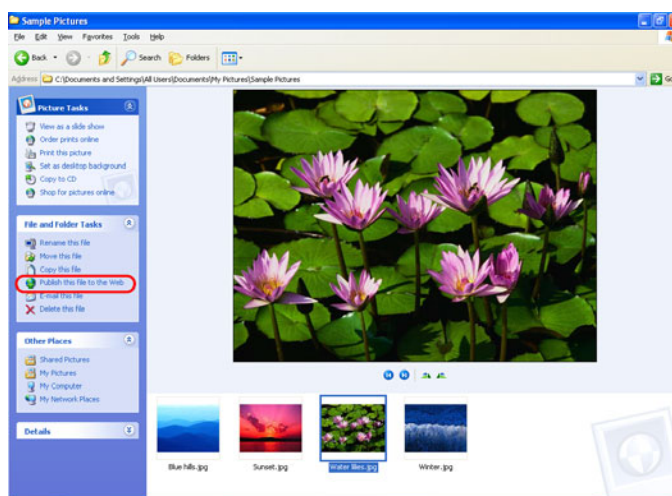 Sample Pictures
File Edit View Favorites Tools Help
Back Search Folders
Address C:\Documents and Settings\All Users\Documents\My Pictures\Sample Pictures Go
Picture Tasks
View as a slide show
Order prints online
Print this picture
Set as desktop background
Copy to CD
Shop for pictures online
File and Folder Tasks
Rename this file
Move this file
Copy this file
Publish this file to the Web
E-mail this file
Delete this file
Other Places
Shared Pictures
My Pictures
My Computer
My Network Places
Details
Blue hills.jpg Sunset.jpg Water lilies.jpg Winter.jpg